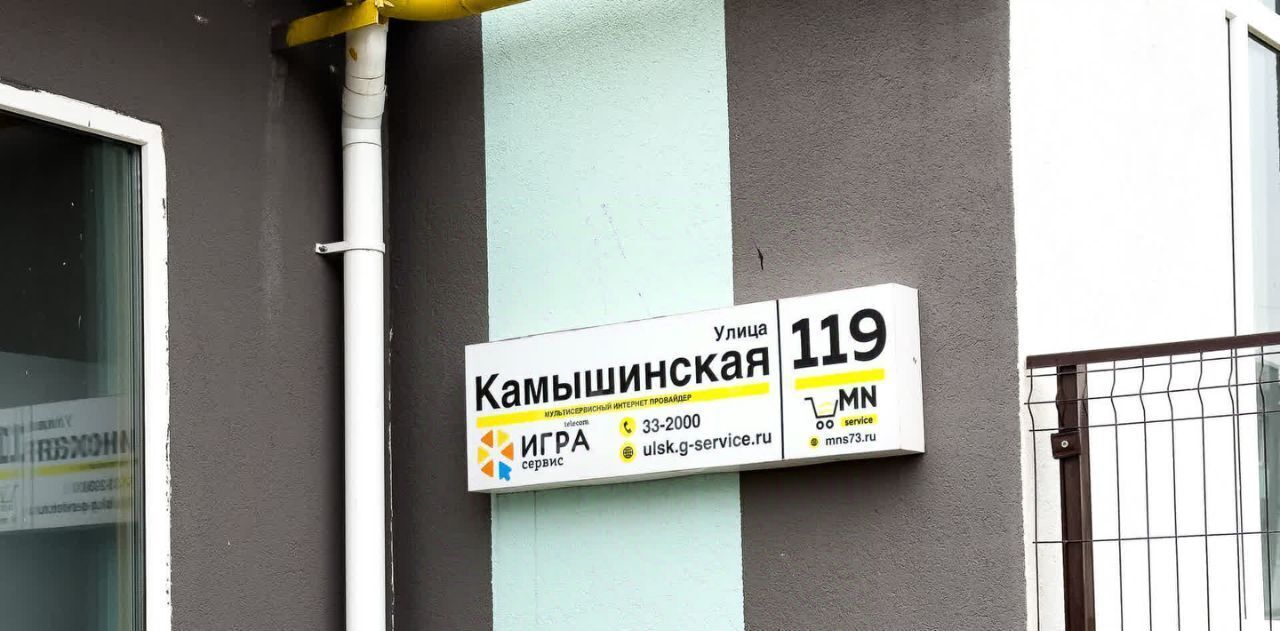 Улица
Камышинская
МУЛЬТИСЕРВИСНЫЙ ИНТЕРНЕТ ПРОВАЙДЕР
telecom
ИГРА
сервис
33-2000
ulsk.g-service.ru
119
MN
service
mns73.ru